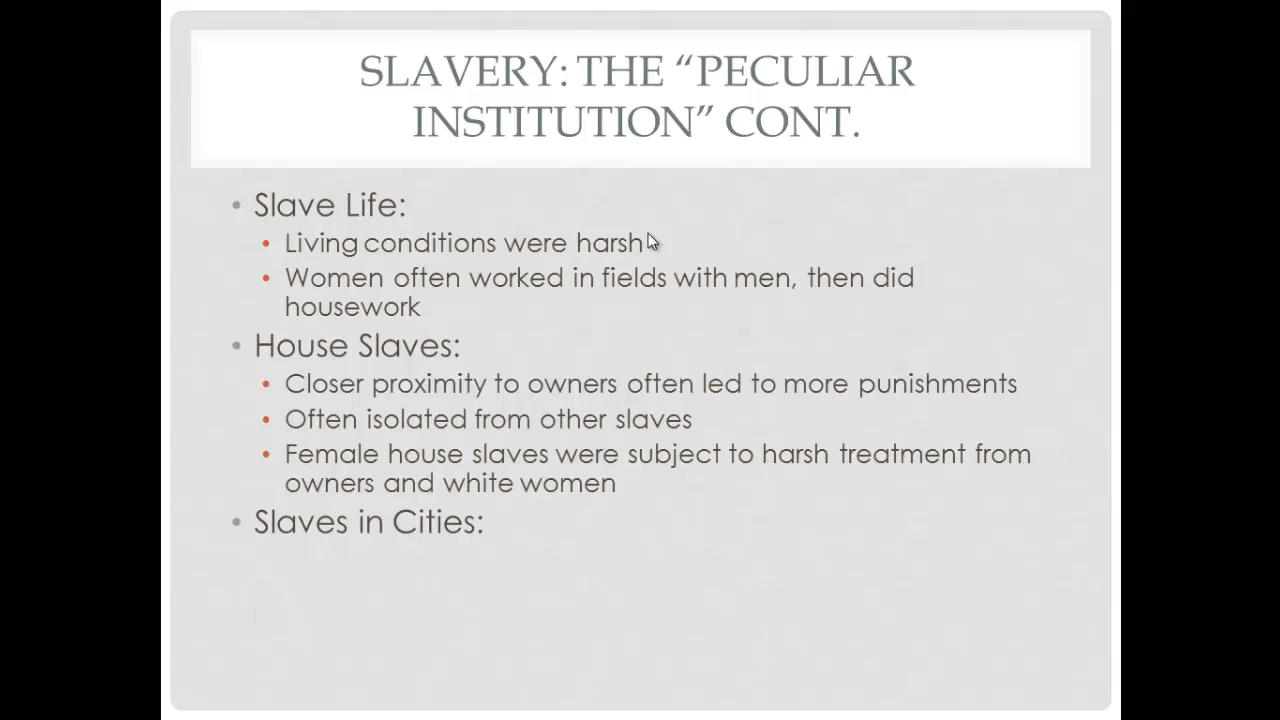 SLAVERY: THE “PECULIAR
INSTITUTION” CONT.
• Slave Life:
• Living conditions were harsh
• Women often worked in fields with men, then did
housework
• House Slaves:
• Closer proximity to owners often led to more punishments
• Often isolated from other slaves
• Female house slaves were subject to harsh treatment from
owners and white women
• Slaves in Cities: